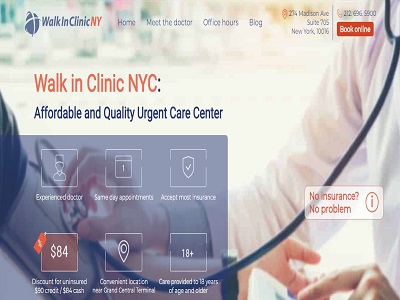 Walk In Clinic NY
Home Meet the doctor Office hours Blog
274 Madison Ave
Suite 705
New York, 10016
212. 696. 5900
Book online
Walk in Clinic NYC:
Affordable and Quality Urgent Care Center
1
Experienced doctor
Same day appointments
Accept most insurance
No insurance?
No problem
i
$84
18+
Discount for uninsured
$90 credit / $84 cash
Convenient location
near Grand Central Terminal
Care provided to 18 years
of age and older